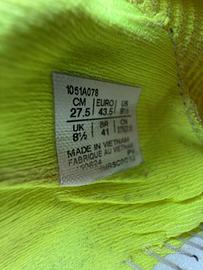 1051A078
CM EURO US
27.5 43.5
UK BR CN
8½ 41
MADE IN VIETNAM
FABRIQUE AU VIETNAM